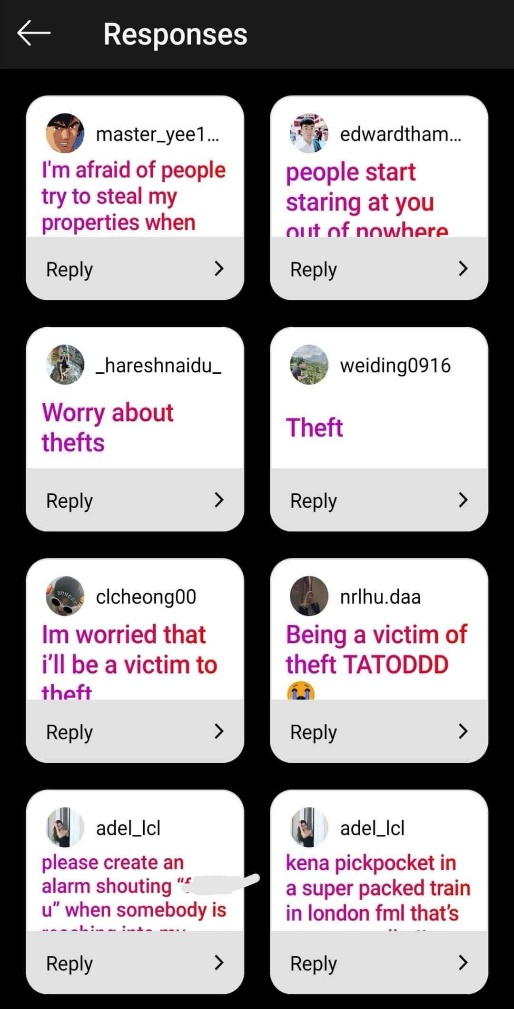 Responses
master_yee1...
I'm afraid of people
try to steal my
properties when
Reply
edwardtham...
people start
staring at you
out of nowhere
Reply
_hareshnaidu_
Worry about
thefts
Reply
weiding0916
Theft
Reply
clcheong00
Im worried that
i'll be a victim to
theft
Reply
nrlhu.daa
Being a victim of
theft TATODDD
😭
Reply
adel_lcl
please create an
alarm shouting “f
u” when somebody is
reaching into my
Reply
adel_lcl
kena pickpocket in
a super packed train
in london fml that's
Reply